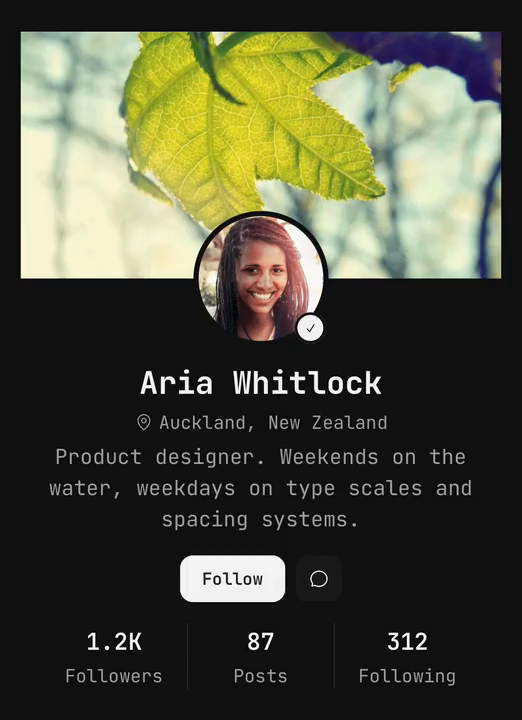 Aria Whitlock
Auckland, New Zealand
Product designer. Weekends on the
water, weekdays on type scales and
spacing systems.
Follow
1.2K 87 312
Followers Posts Following